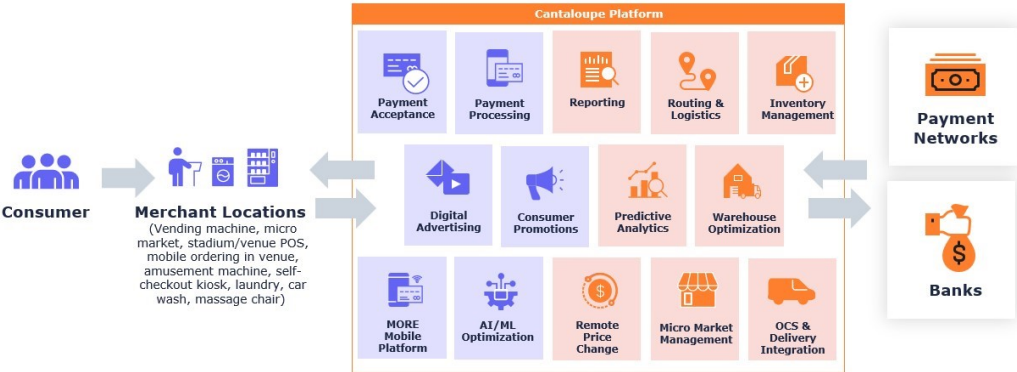 Cantaloupe Platform
Payment
Acceptance
Payment
Processing
Reporting
Routing &
Logistics
Inventory
Management
Payment
Networks
Consumer
Merchant Locations
(Vending machine, micro
market, stadium/venue POS,
mobile ordering in venue,
amusement machine, self-
checkout kiosk, laundry, car
wash, massage chair)
Digital
Advertising
Consumer
Promotions
Predictive
Analytics
Warehouse
Optimization
$
Banks
MORE
Mobile
Platform
AI/ML
Optimization
$
Remote
Price
Change
Micro Market
Management
OCS &
Delivery
Integration